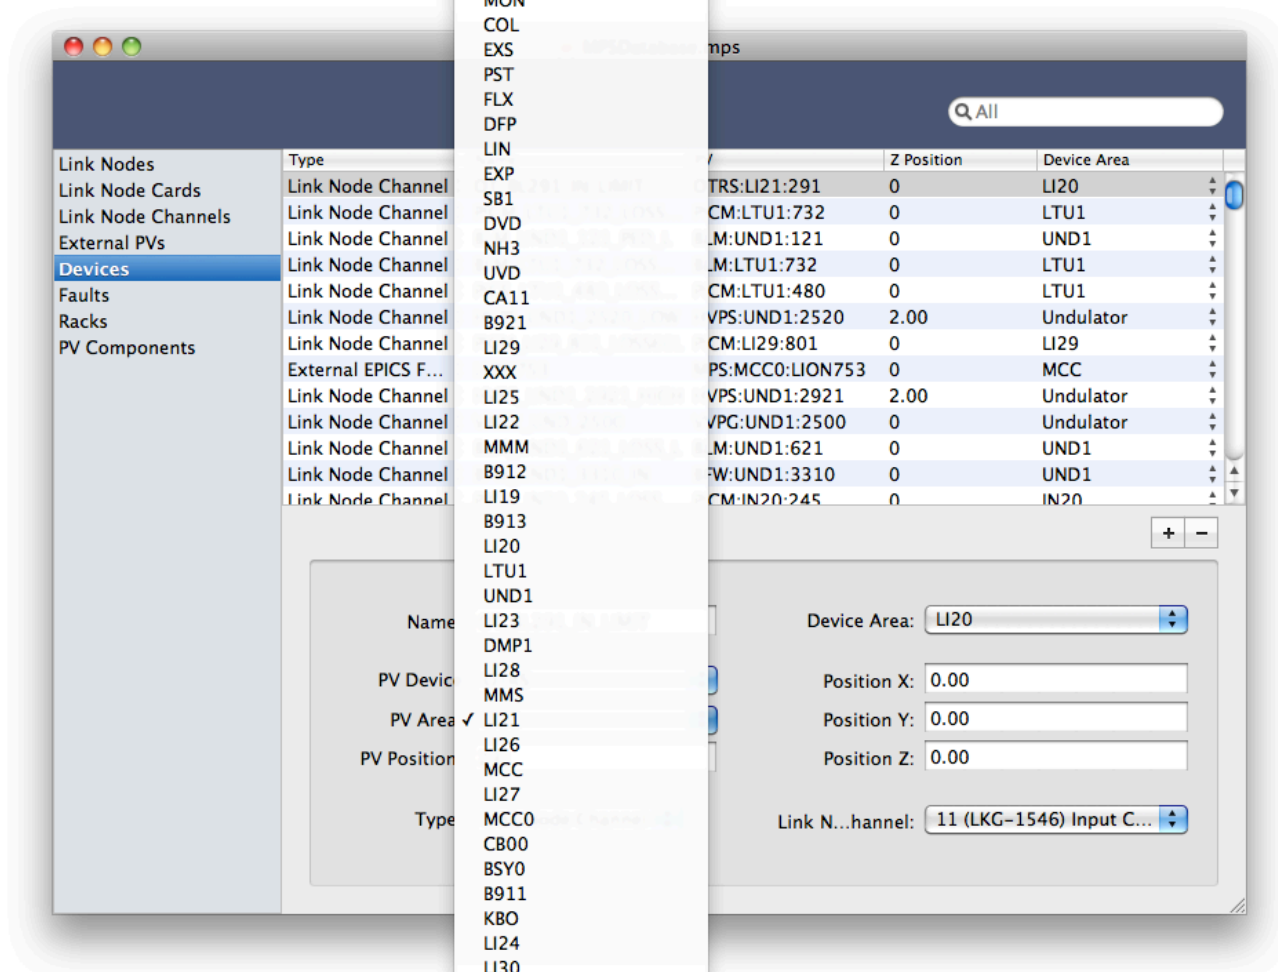 MON
COL
MPSDatabase.mps
EXS
PST
FLX
DFP
LIN
EXP
SB1
DVD
NH3
UVD
CA11
B921
LI29
XXX
LI25
LI22
MMM
B912
LI19
B913
LI20
LTU1
UND1
LI23
DMP1
LI28
MMS
✓ LI21
LI26
MCC
LI27
MCC0
CB00
BSY0
B911
KBO
LI24
LI30
All
Link Nodes
Link Node Cards
Link Node Channels
External PVs
Devices
Faults
Racks
PV Components
Type Z Position Device Area
Link Node Channel TRS:LI21:291 0 LI20
Link Node Channel CM:LTU1:732 0 LTU1
Link Node Channel LM:UND1:121 0 UND1
Link Node Channel LM:LTU1:732 0 LTU1
Link Node Channel CM:LTU1:480 0 LTU1
Link Node Channel VPS:UND1:2520 2.00 Undulator
Link Node Channel CM:LI29:801 0 LI29
External EPICS F... PS:MCC0:LION753 0 MCC
Link Node Channel VPS:UND1:2921 2.00 Undulator
Link Node Channel VPG:UND1:2500 0 Undulator
Link Node Channel LM:UND1:621 0 UND1
Link Node Channel FW:UND1:3310 0 UND1
Link Node Channel CM:IN20:245 0 IN20
+ −
Name
PV Devic
PV Area
PV Position
Type
Device Area: LI20
Position X: 0.00
Position Y: 0.00
Position Z: 0.00
Link N...hannel: 11 (LKG-1546) Input C...